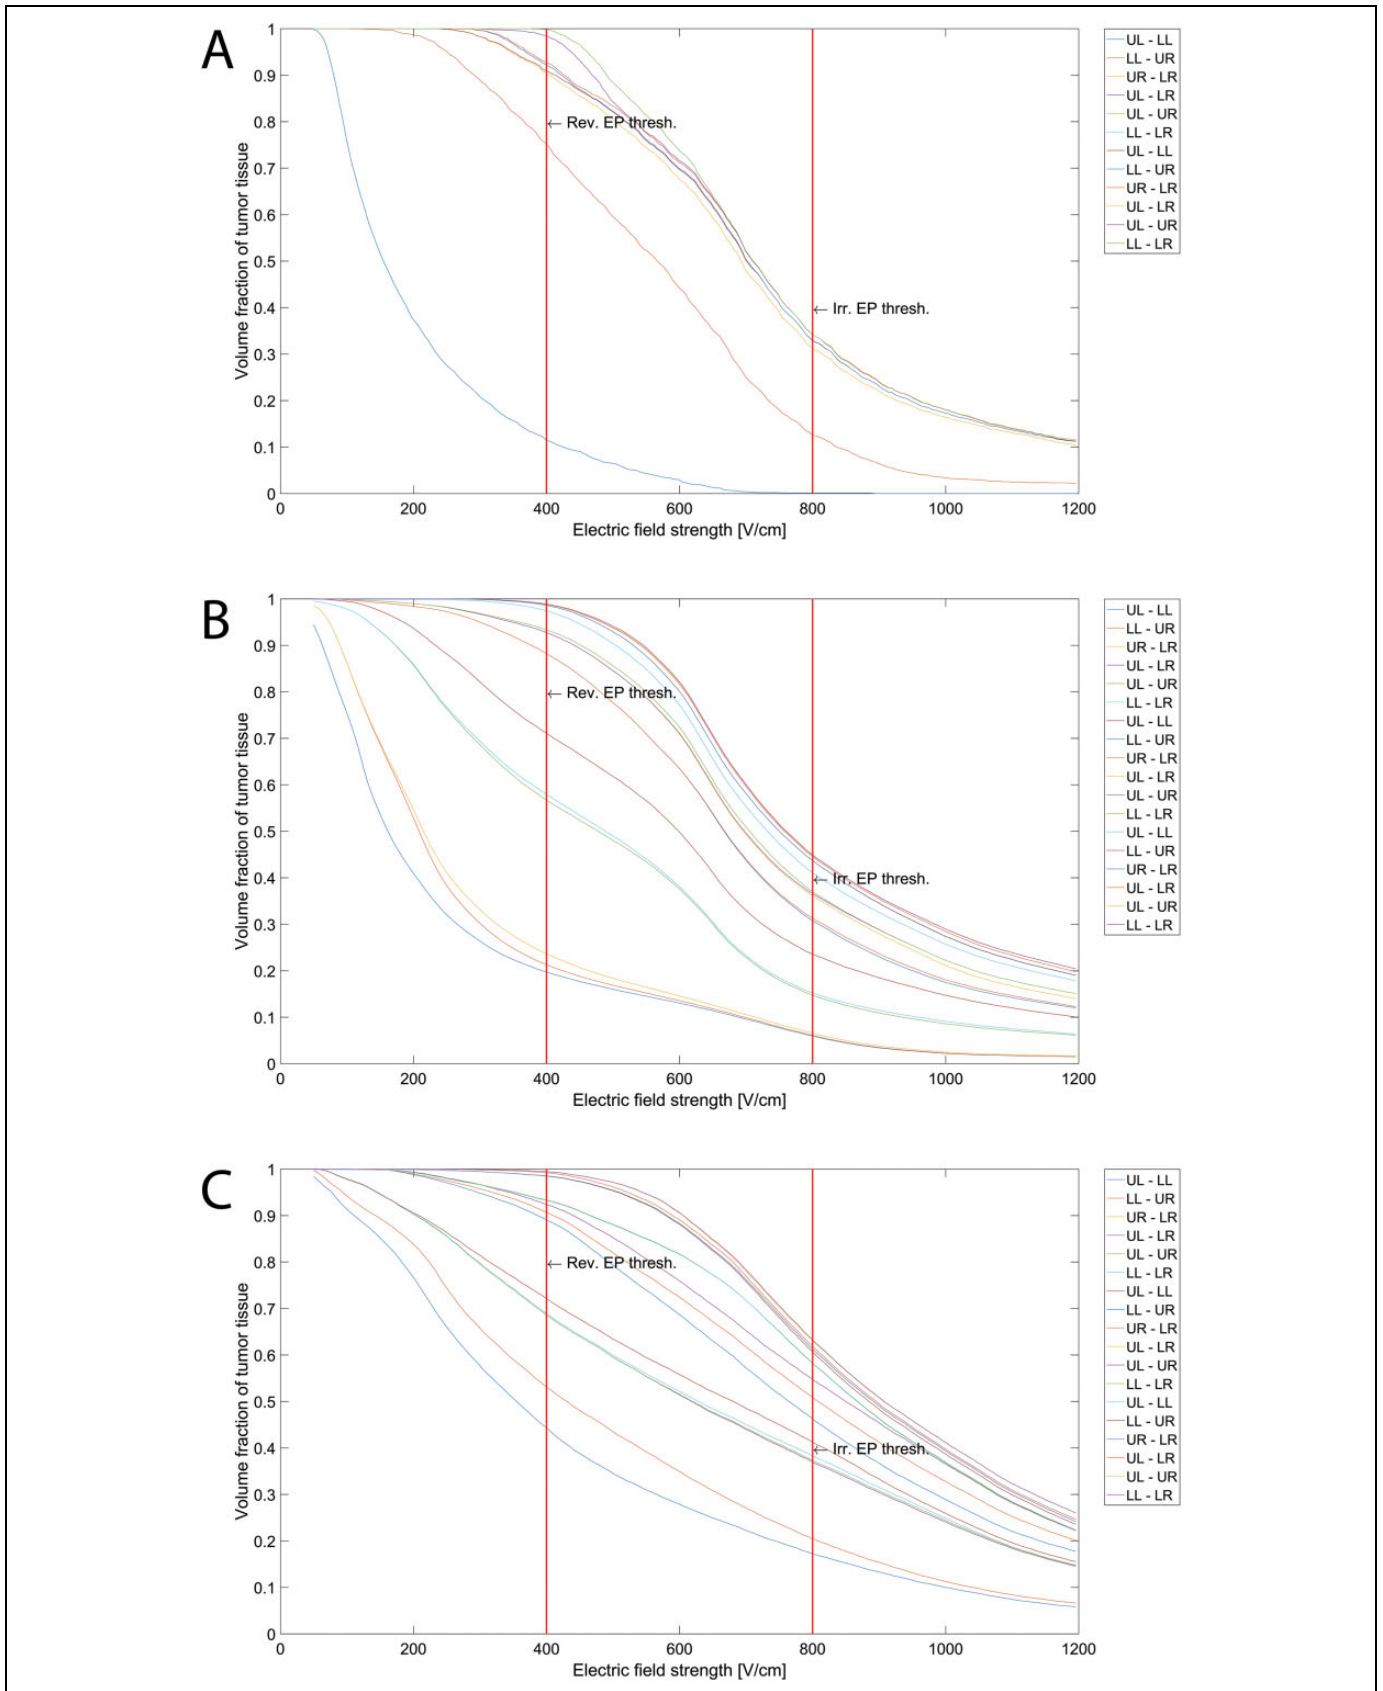 A
1
0.9
0.8
0.7
0.6
0.5
0.4
0.3
0.2
0.1
0
Volume fraction of tumor tissue
← Rev. EP thresh.
← Irr. EP thresh.
0 200 400 600 800 1000 1200
Electric field strength [V/cm]
UL - LL
LL - UR
UR - LR
UL - LR
UL - UR
LL - LR
UL - LL
LL - UR
UR - LR
UL - LR
UL - UR
LL - LR
B
1
0.9
0.8
0.7
0.6
0.5
0.4
0.3
0.2
0.1
0
Volume fraction of tumor tissue
← Rev. EP thresh.
← Irr. EP thresh.
0 200 400 600 800 1000 1200
Electric field strength [V/cm]
UL - LL
LL - UR
UR - LR
UL - LR
UL - UR
LL - LR
UL - LL
LL - UR
UR - LR
UL - LR
UL - UR
LL - LR
UL - LL
LL - UR
UR - LR
UL - LR
UL - UR
LL - LR
C
1
0.9
0.8
0.7
0.6
0.5
0.4
0.3
0.2
0.1
0
Volume fraction of tumor tissue
← Rev. EP thresh.
← Irr. EP thresh.
0 200 400 600 800 1000 1200
Electric field strength [V/cm]
UL - LL
LL - UR
UR - LR
UL - LR
UL - UR
LL - LR
UL - LL
LL - UR
UR - LR
UL - LR
UL - UR
LL - LR
UL - LL
LL - UR
UR - LR
UL - LR
UL - UR
LL - LR